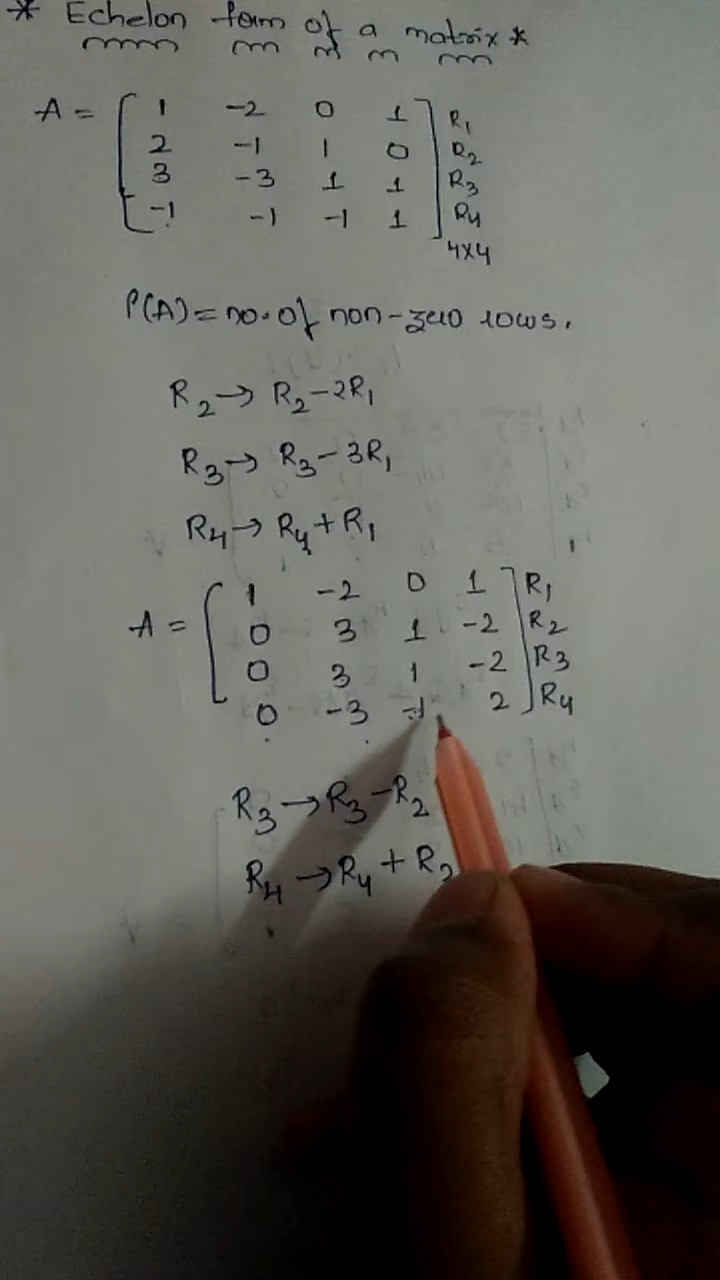 * Echelon form of a matrix *
A = [ 1 -2 0 1 ] R1
2 -1 1 0 R2
3 -3 1 1 R3
-1 -1 -1 1 R4
4x4
P(A) = no. of non-zero rows.
R2 → R2 - 2R1
R3 → R3 - 3R1
R4 → R4 + R1
A = [ 1 -2 0 1 ] R1
0 3 1 -2 R2
0 3 1 -2 R3
0 -3 -1 2 R4
R3 → R3 - R2
R4 → R4 + R2